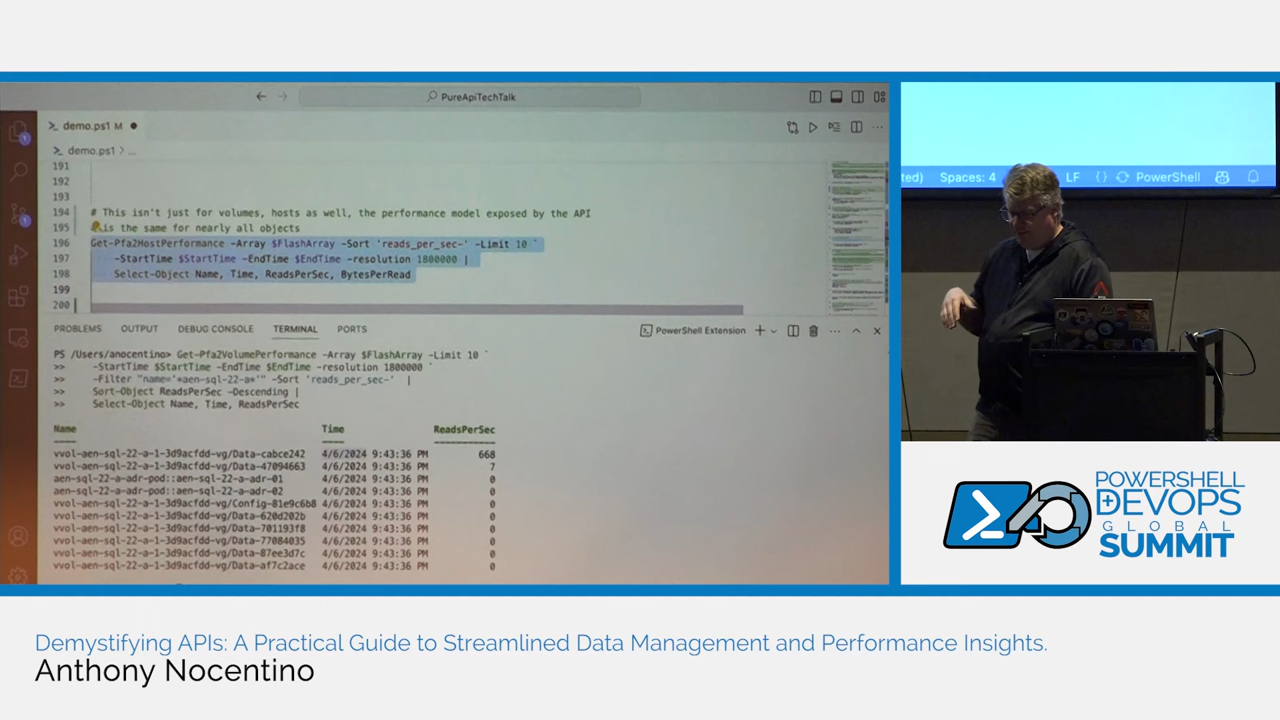 PureApiTechTalk
demo.ps1 M
demo.ps1 > ...
191
192
193
194 # This isn't just for volumes, hosts as well, the performance model exposed by the API
195 is the same for nearly all objects
196 Get-Pfa2HostPerformance -Array $FlashArray -Sort 'reads_per_sec-' -Limit 10 `
197 -StartTime $StartTime -EndTime $EndTime -resolution 1800000 |
198 Select-Object Name, Time, ReadsPerSec, BytesPerRead
199
200
PROBLEMS OUTPUT DEBUG CONSOLE TERMINAL PORTS PowerShell Extension
PS /Users/anocentino> Get-Pfa2VolumePerformance -Array $FlashArray -Limit 10 `
>> -StartTime $StartTime -EndTime $EndTime -resolution 1800000 `
>> -Filter "name='*aen-sql-22-a*'" -Sort 'reads_per_sec-' |
>> Sort-Object ReadsPerSec -Descending |
>> Select-Object Name, Time, ReadsPerSec
Name Time ReadsPerSec
vvol-aen-sql-22-a-1-3d9acfdd-vg/Data-cabce242 4/6/2024 9:43:36 PM 668
vvol-aen-sql-22-a-1-3d9acfdd-vg/Data-47094663 4/6/2024 9:43:36 PM 7
aen-sql-22-a-adr-pod::aen-sql-22-a-adr-01 4/6/2024 9:43:36 PM 0
aen-sql-22-a-adr-pod::aen-sql-22-a-adr-02 4/6/2024 9:43:36 PM 0
vvol-aen-sql-22-a-1-3d9acfdd-vg/Config-81e9c6b8 4/6/2024 9:43:36 PM 0
vvol-aen-sql-22-a-1-3d9acfdd-vg/Data-620d202b 4/6/2024 9:43:36 PM 0
vvol-aen-sql-22-a-1-3d9acfdd-vg/Data-701193f8 4/6/2024 9:43:36 PM 0
vvol-aen-sql-22-a-1-3d9acfdd-vg/Data-77084035 4/6/2024 9:43:36 PM 0
vvol-aen-sql-22-a-1-3d9acfdd-vg/Data-87ee3d7c 4/6/2024 9:43:36 PM 0
vvol-aen-sql-22-a-1-3d9acfdd-vg/Data-af7c2ace 4/6/2024 9:43:36 PM 0
ted) Spaces: 4 LF {} PowerShell
POWERSHELL
+ DEVOPS
GLOBAL
SUMMIT
Demystifying APIs: A Practical Guide to Streamlined Data Management and Performance Insights.
Anthony Nocentino